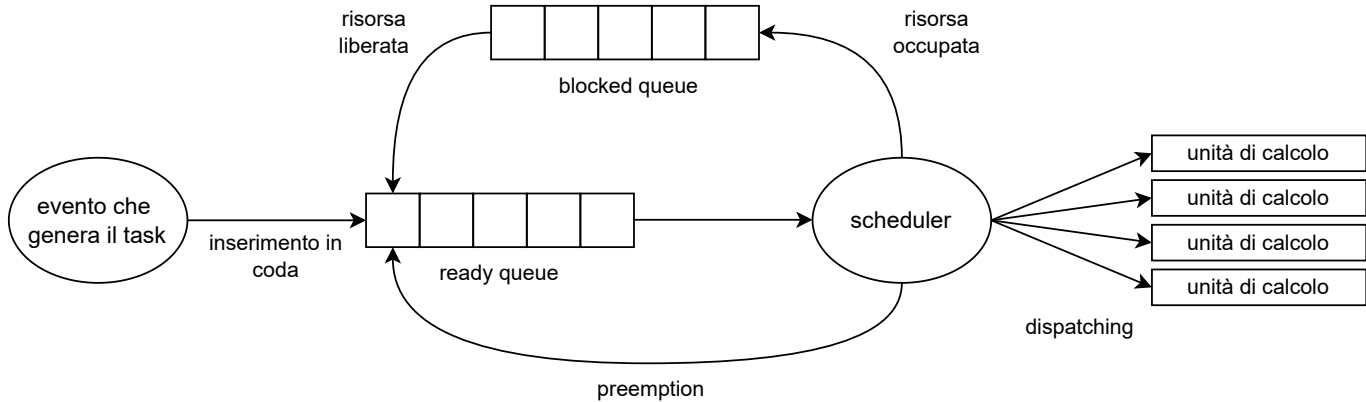 risorsa
liberata
risorsa
occupata
blocked queue
evento che
genera il task
inserimento in
coda
ready queue
scheduler
unità di calcolo
unità di calcolo
unità di calcolo
unità di calcolo
dispatching
preemption